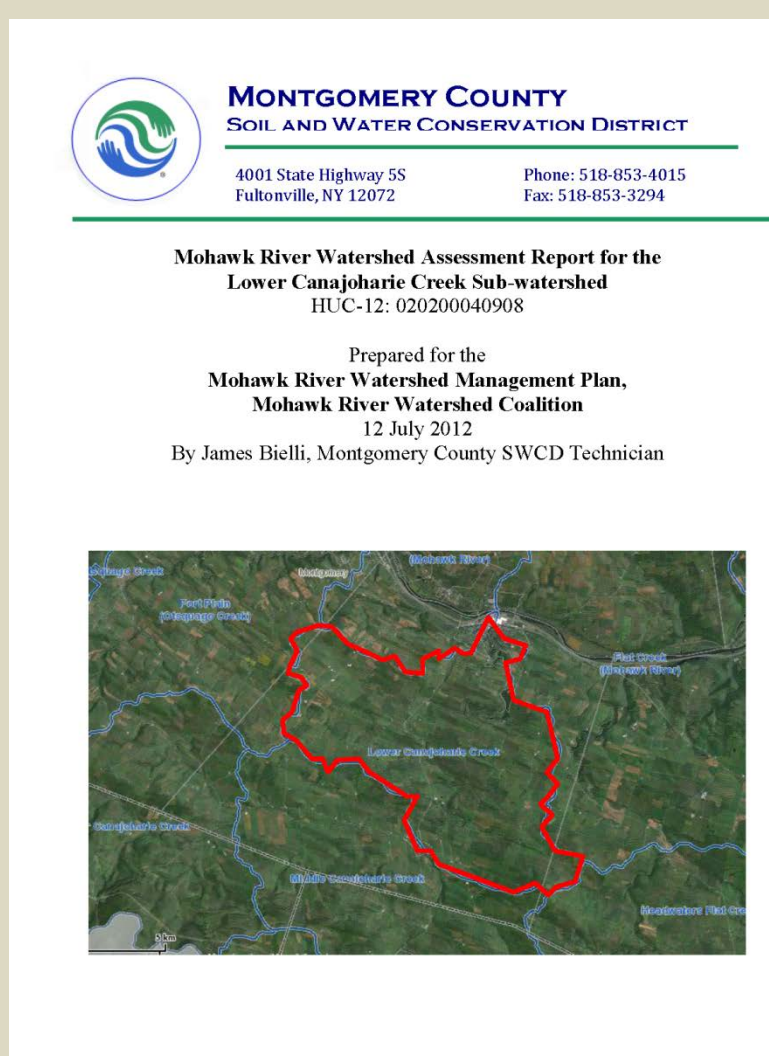 MONTGOMERY COUNTY
SOIL AND WATER CONSERVATION DISTRICT
4001 State Highway 5S
Fultonville, NY 12072
Phone: 518-853-4015
Fax: 518-853-3294
®
Mohawk River Watershed Assessment Report for the
Lower Canajoharie Creek Sub-watershed
HUC-12: 020200040908
Prepared for the
Mohawk River Watershed Management Plan,
Mohawk River Watershed Coalition
12 July 2012
By James Bielli, Montgomery County SWCD Technician
(Mohawk River)
Otsquago Creek
Montgomery
Fort Plain
(Otsquago Creek)
Flat Creek
(Mohawk River)
Lower Canajoharie Creek
Canajoharie Creek
Middle Canajoharie Creek
Headwaters Flat Cre
5 km